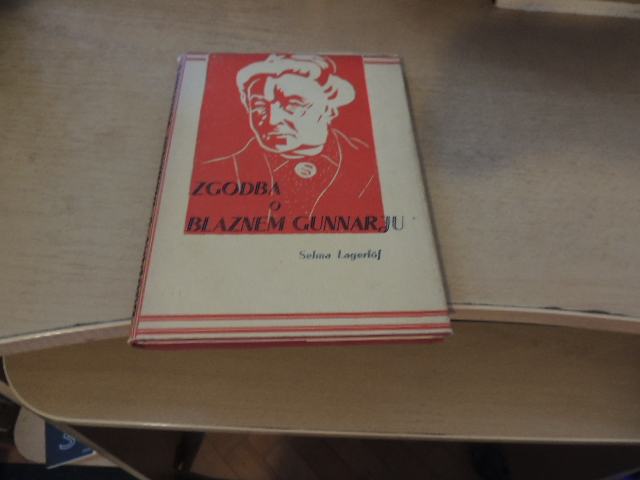 ZGODBA
O
BLAZNEM GUNNARJU
Selma Lagerlöf